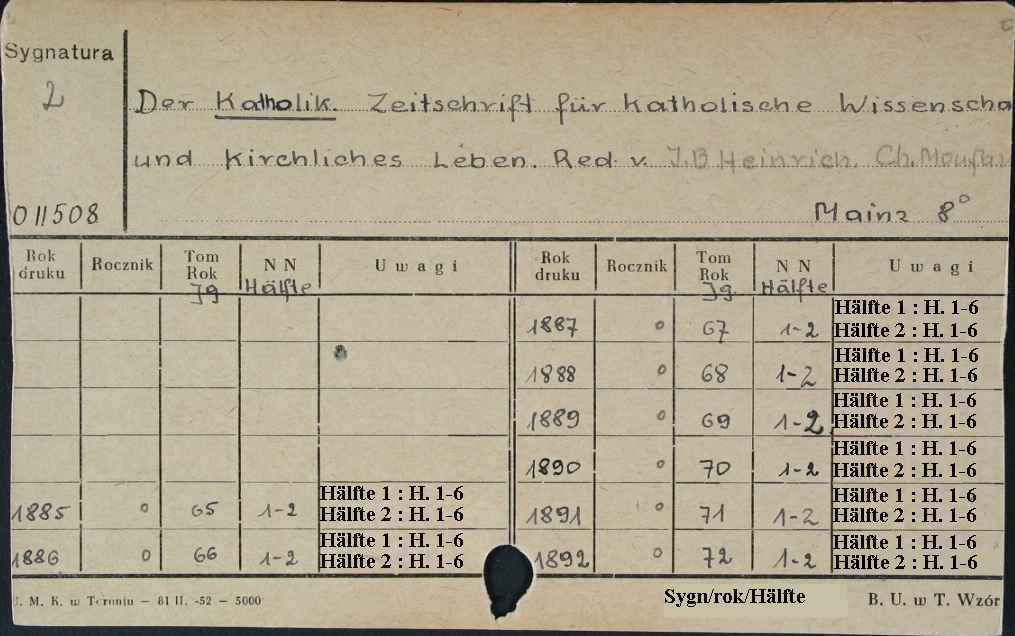 Sygnatura
2
011508
Der Katholik. Zeitschrift für katholische Wissenscha
und kirchliches Leben. Red. v. J.B Heinrich. Ch.
Mainz 8°
Rok druku Rocznik Tom Rok Jg. N N Hälfte Uwagi Rok druku Rocznik Tom Rok Jg. N N Hälfte Uwagi
1887 0 67 1-2 Hälfte 1 : H. 1-6
Hälfte 2 : H. 1-6
1888 0 68 1-2 Hälfte 1 : H. 1-6
Hälfte 2 : H. 1-6
1889 0 69 1-2 Hälfte 1 : H. 1-6
Hälfte 2 : H. 1-6
1890 0 70 1-2 Hälfte 1 : H. 1-6
Hälfte 2 : H. 1-6
1885 0 65 1-2 Hälfte 1 : H. 1-6 1891 0 71 1-2 Hälfte 1 : H. 1-6
Hälfte 2 : H. 1-6 Hälfte 2 : H. 1-6
1886 0 66 1-2 Hälfte 1 : H. 1-6 1892 0 72 1-2 Hälfte 1 : H. 1-6
Hälfte 2 : H. 1-6 Hälfte 2 : H. 1-6
U. M. K. w Toruniu – 81 II. -52 – 5000 Sygn/rok/Hälfte B. U. w T. Wzór